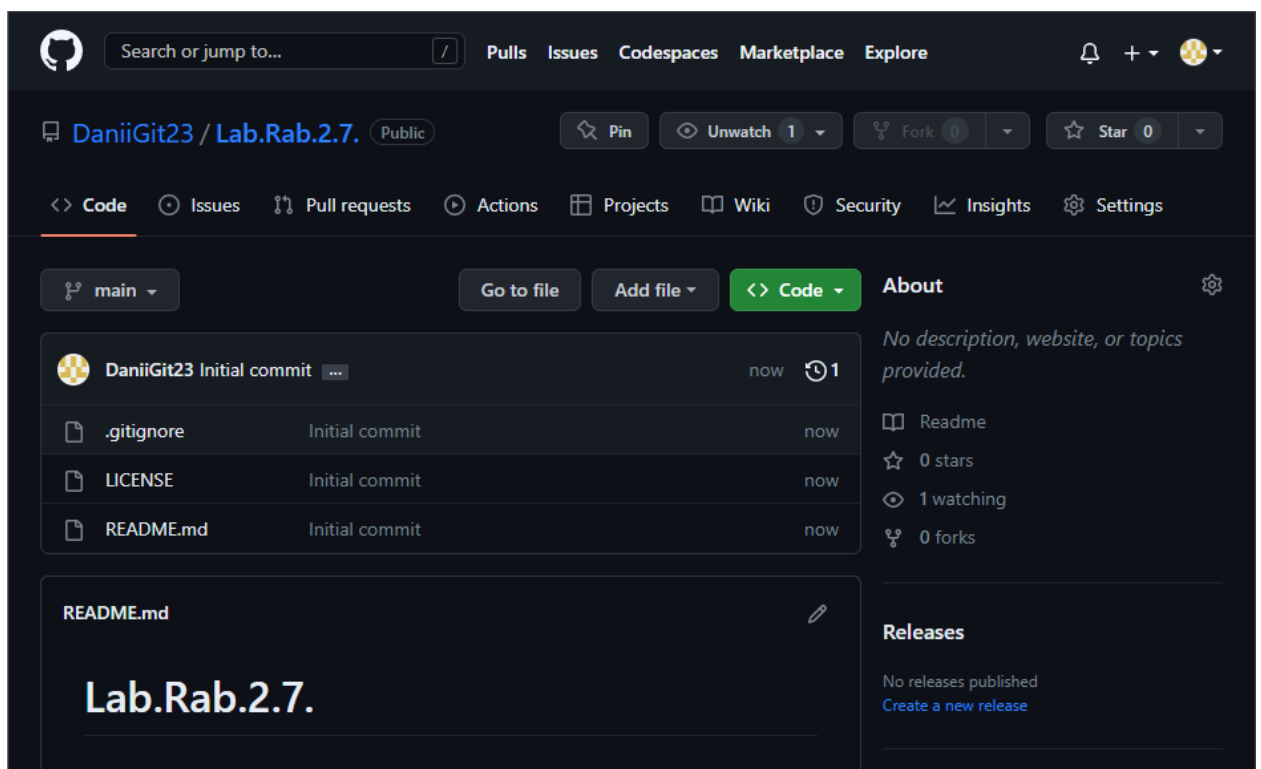 Search or jump to... / Pulls Issues Codespaces Marketplace Explore
DaniiGit23 / Lab.Rab.2.7. Public Pin Unwatch 1 Fork 0 Star 0
<> Code Issues Pull requests Actions Projects Wiki Security Insights Settings
main Go to file Add file <> Code
DaniiGit23 Initial commit ... now 1
.gitignore Initial commit now
LICENSE Initial commit now
README.md Initial commit now
README.md
Lab.Rab.2.7.
About
No description, website, or topics
provided.
Readme
0 stars
1 watching
0 forks
Releases
No releases published
Create a new release